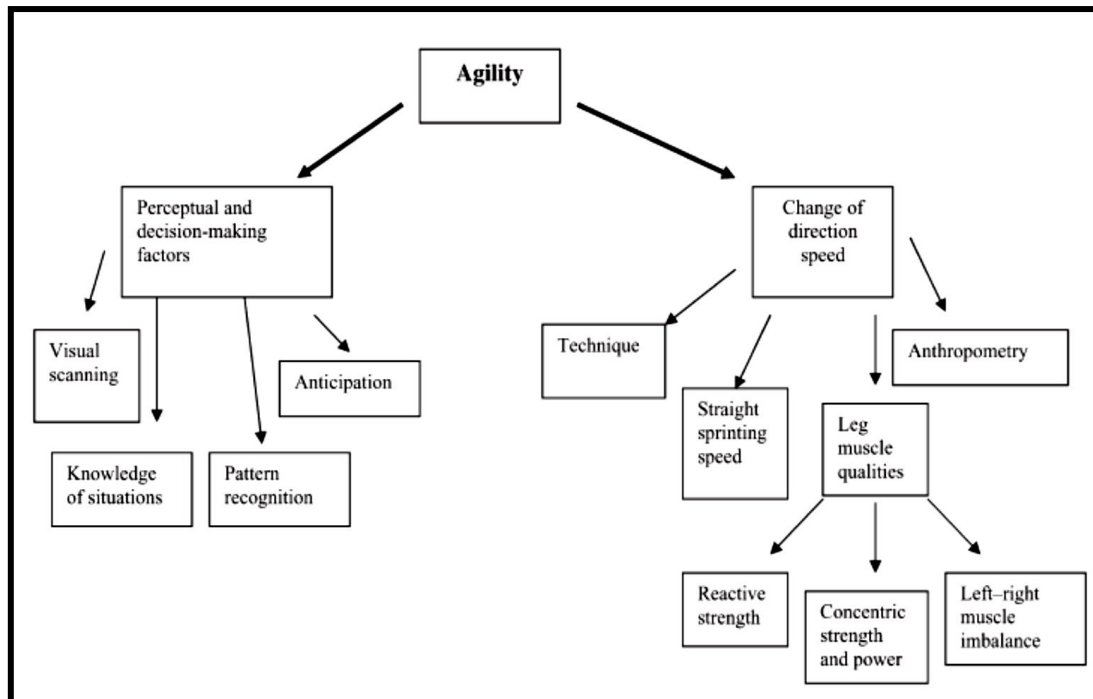 Agility
Perceptual and
decision-making
factors
Change of
direction
speed
Visual
scanning
Anticipation
Technique
Anthropometry
Straight
sprinting
speed
Leg
muscle
qualities
Knowledge
of situations
Pattern
recognition
Reactive
strength
Concentric
strength
and power
Left–right
muscle
imbalance